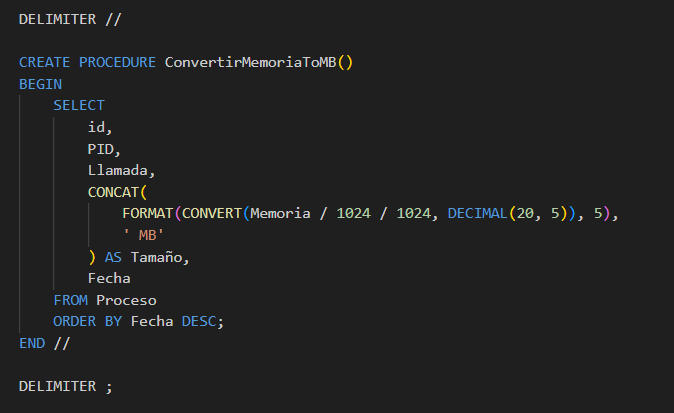 DELIMITER //
CREATE PROCEDURE ConvertirMemoriaToMB()
BEGIN
SELECT
id,
PID,
Llamada,
CONCAT(
FORMAT(CONVERT(Memoria / 1024 / 1024, DECIMAL(20, 5)), 5),
' MB'
) AS Tamaño,
Fecha
FROM Proceso
ORDER BY Fecha DESC;
END //
DELIMITER ;